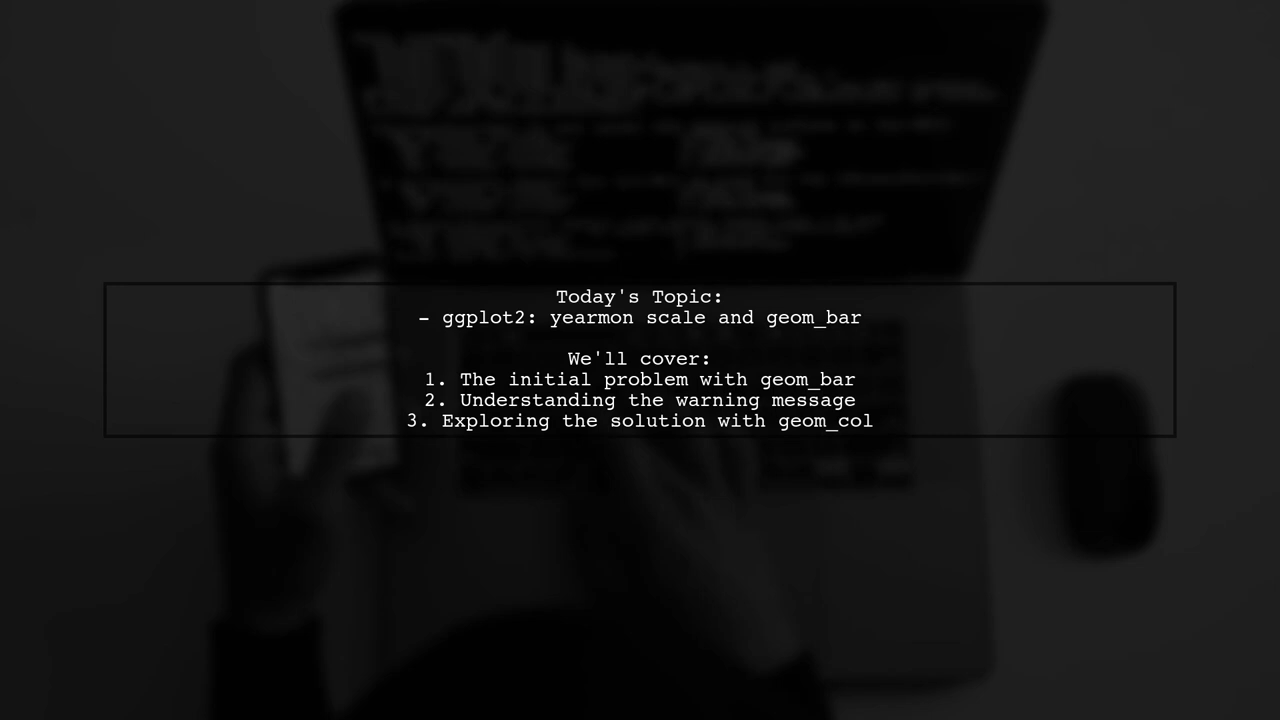 Today's Topic:
- ggplot2: yearmon scale and geom_bar
We'll cover:
1. The initial problem with geom_bar
2. Understanding the warning message
3. Exploring the solution with geom_col